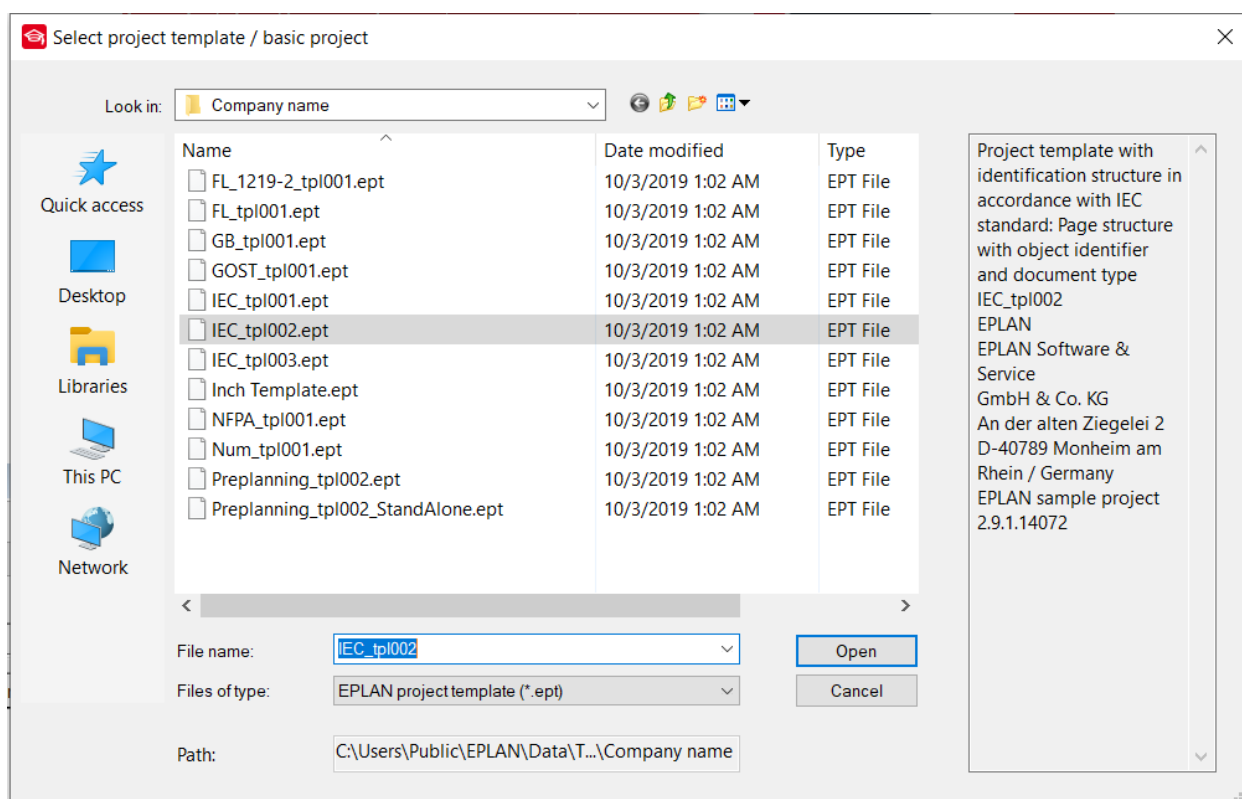 Select project template / basic project
Look in: Company name
Name Date modified Type
FL_1219-2_tpl001.ept 10/3/2019 1:02 AM EPT File
FL_tpl001.ept 10/3/2019 1:02 AM EPT File
GB_tpl001.ept 10/3/2019 1:02 AM EPT File
GOST_tpl001.ept 10/3/2019 1:02 AM EPT File
IEC_tpl001.ept 10/3/2019 1:02 AM EPT File
IEC_tpl002.ept 10/3/2019 1:02 AM EPT File
IEC_tpl003.ept 10/3/2019 1:02 AM EPT File
Inch Template.ept 10/3/2019 1:02 AM EPT File
NFPA_tpl001.ept 10/3/2019 1:02 AM EPT File
Num_tpl001.ept 10/3/2019 1:02 AM EPT File
Preplanning_tpl002.ept 10/3/2019 1:02 AM EPT File
Preplanning_tpl002_StandAlone.ept 10/3/2019 1:02 AM EPT File
Quick access
Desktop
Libraries
This PC
Network
File name: IEC_tpl002 Open
Files of type: EPLAN project template (*.ept) Cancel
Path: C:\Users\Public\EPLAN\Data\T...\Company name
Project template with
identification structure in
accordance with IEC
standard: Page structure
with object identifier
and document type
IEC_tpl002
EPLAN
EPLAN Software &
Service
GmbH & Co. KG
An der alten Ziegelei 2
D-40789 Monheim am
Rhein / Germany
EPLAN sample project
2.9.1.14072